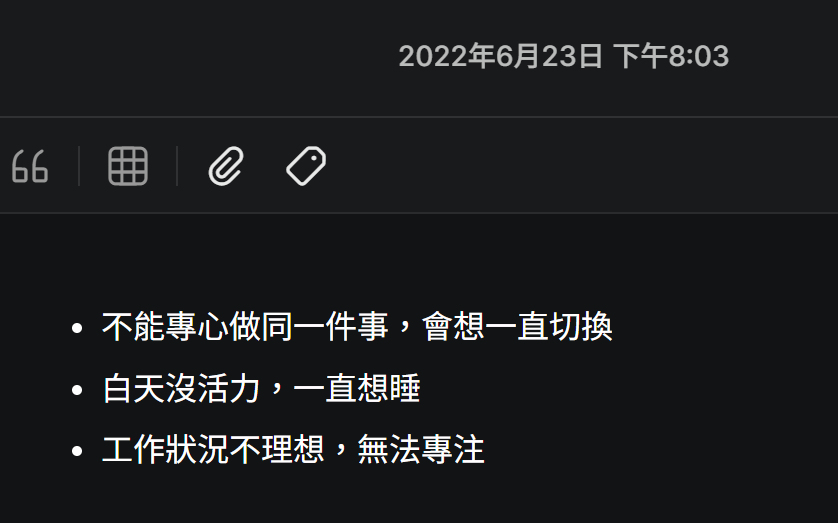 2022年6月23日 下午8:03
不能專心做同一件事，會想一直切換
白天沒活力，一直想睡
工作狀況不理想，無法專注